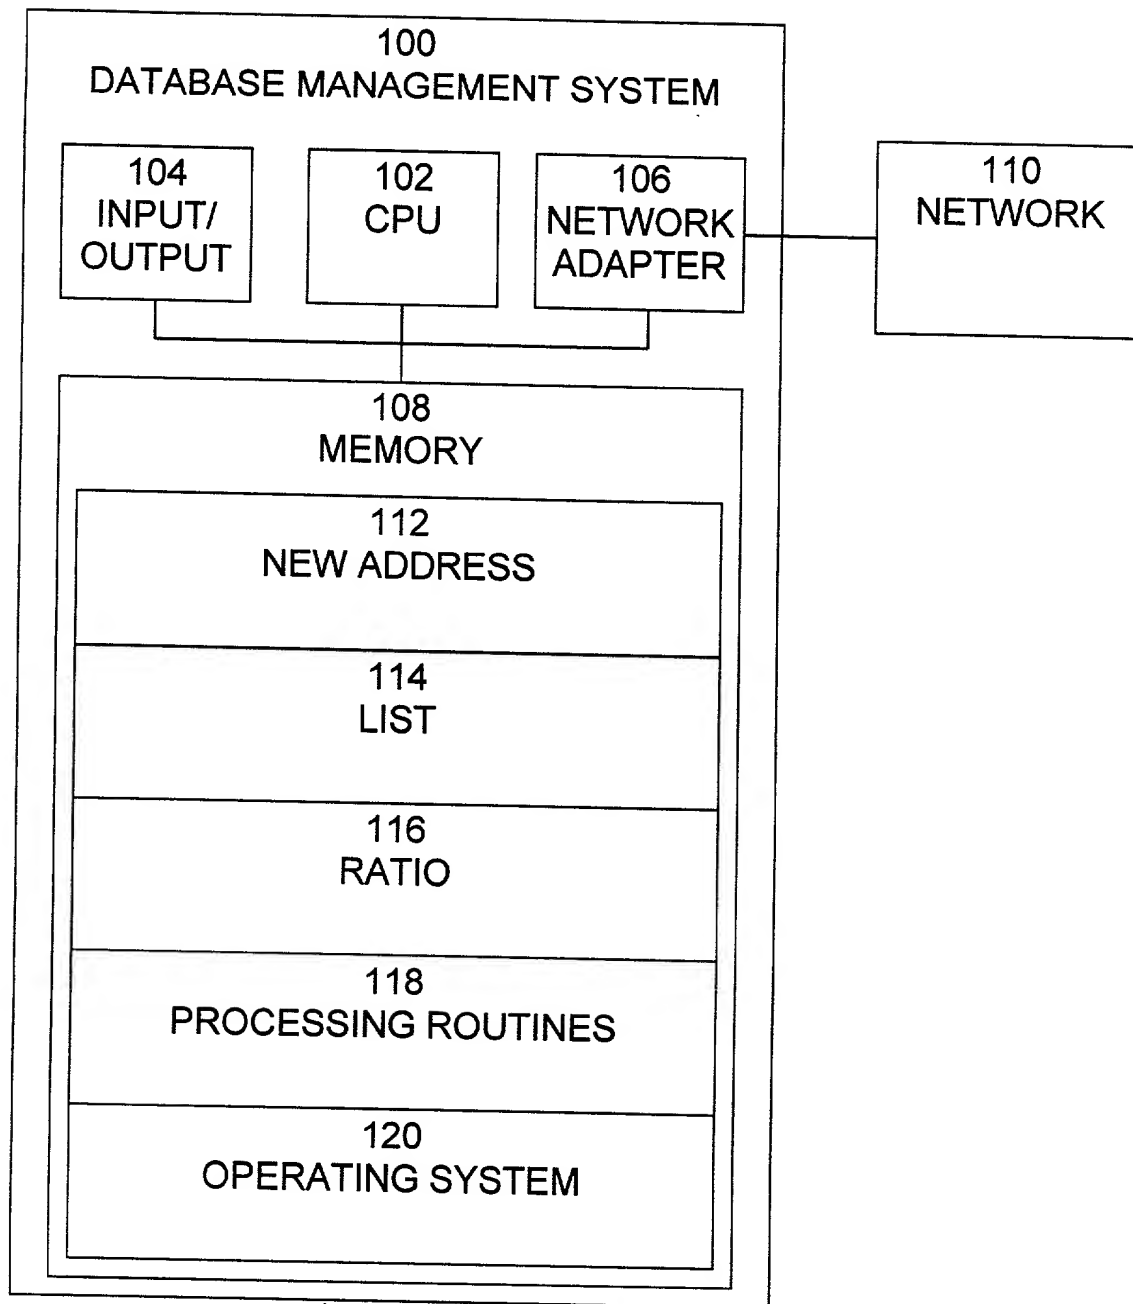 100
DATABASE MANAGEMENT SYSTEM
104
INPUT/
OUTPUT
102
CPU
106
NETWORK
ADAPTER
110
NETWORK
108
MEMORY
112
NEW ADDRESS
114
LIST
116
RATIO
118
PROCESSING ROUTINES
120
OPERATING SYSTEM